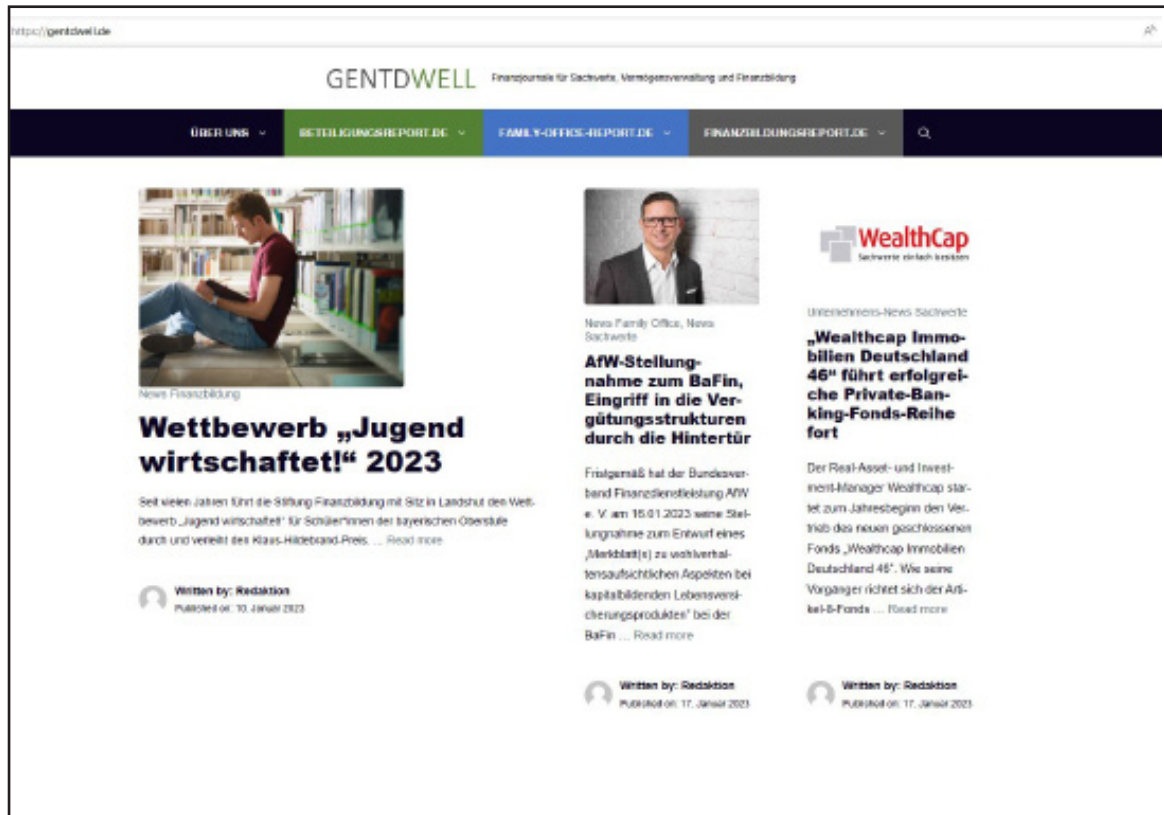 https://gentdwell.de
GENTDWELL
Finanzjournale für Sachwerte, Vermögensverwaltung und Finanzbildung
ÜBER UNS
BETEILIGUNGSREPORT.DE
FAMILY-OFFICE-REPORT.DE
FINANZBILDUNGSREPORT.DE
News Finanzbildung
Wettbewerb „Jugend
wirtschaftet!“ 2023
Seit vielen Jahren führt die Stiftung Finanzbildung mit Sitz in Landshut den Wett-
bewerb „Jugend wirtschaftet“ für Schüler*innen der bayerischen Oberstufe
durch und verleiht den Klaus-Hildebrand-Preis. … Read more
Written by: Redaktion
Published on: 10. Januar 2023
News Family Office, News
Sachwerte
AfW-Stellung-
nahme zum BaFin,
Eingriff in die Ver-
gütungsstrukturen
durch die Hintertür
Fristgemäß hat der Bundesver-
band Finanzdienstleistung AfW
e. V. am 16.01.2023 seine Stel-
lungnahme zum Entwurf eines
„Merkblatt(s) zu wohlverhal-
tensaufsichtlichen Aspekten bei
kapitalbildenden Lebensversi-
cherungsprodukten“ bei der
BaFin … Read more
Written by: Redaktion
Published on: 17. Januar 2023
WealthCap
Sachwerte einfach besitzen
Unternehmens-News Sachwerte
„Wealthcap Immo-
bilien Deutschland
46“ führt erfolgrei-
che Private-Ban-
king-Fonds-Reihe
fort
Der Real-Asset- und Invest-
ment-Manager Wealthcap star-
tet zum Jahresbeginn den Ver-
trieb des neuen geschlossenen
Fonds „Wealthcap Immobilien
Deutschland 46“. Wie seine
Vorgänger richtet sich der Arti-
kel-8-Fonds … Read more
Written by: Redaktion
Published on: 17. Januar 2023